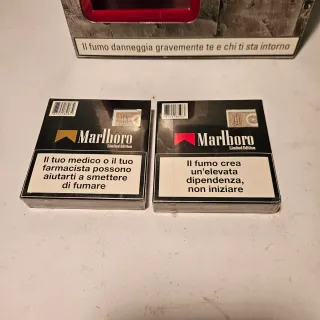 Il fumo danneggia gravemente te e chi ti sta intorno
Marlboro
Limited Edition
Il tuo medico o il tuo
farmacista possono
aiutarti a smettere
di fumare
Marlboro
Limited Edition
Il fumo crea
un'elevata
dipendenza,
non iniziare